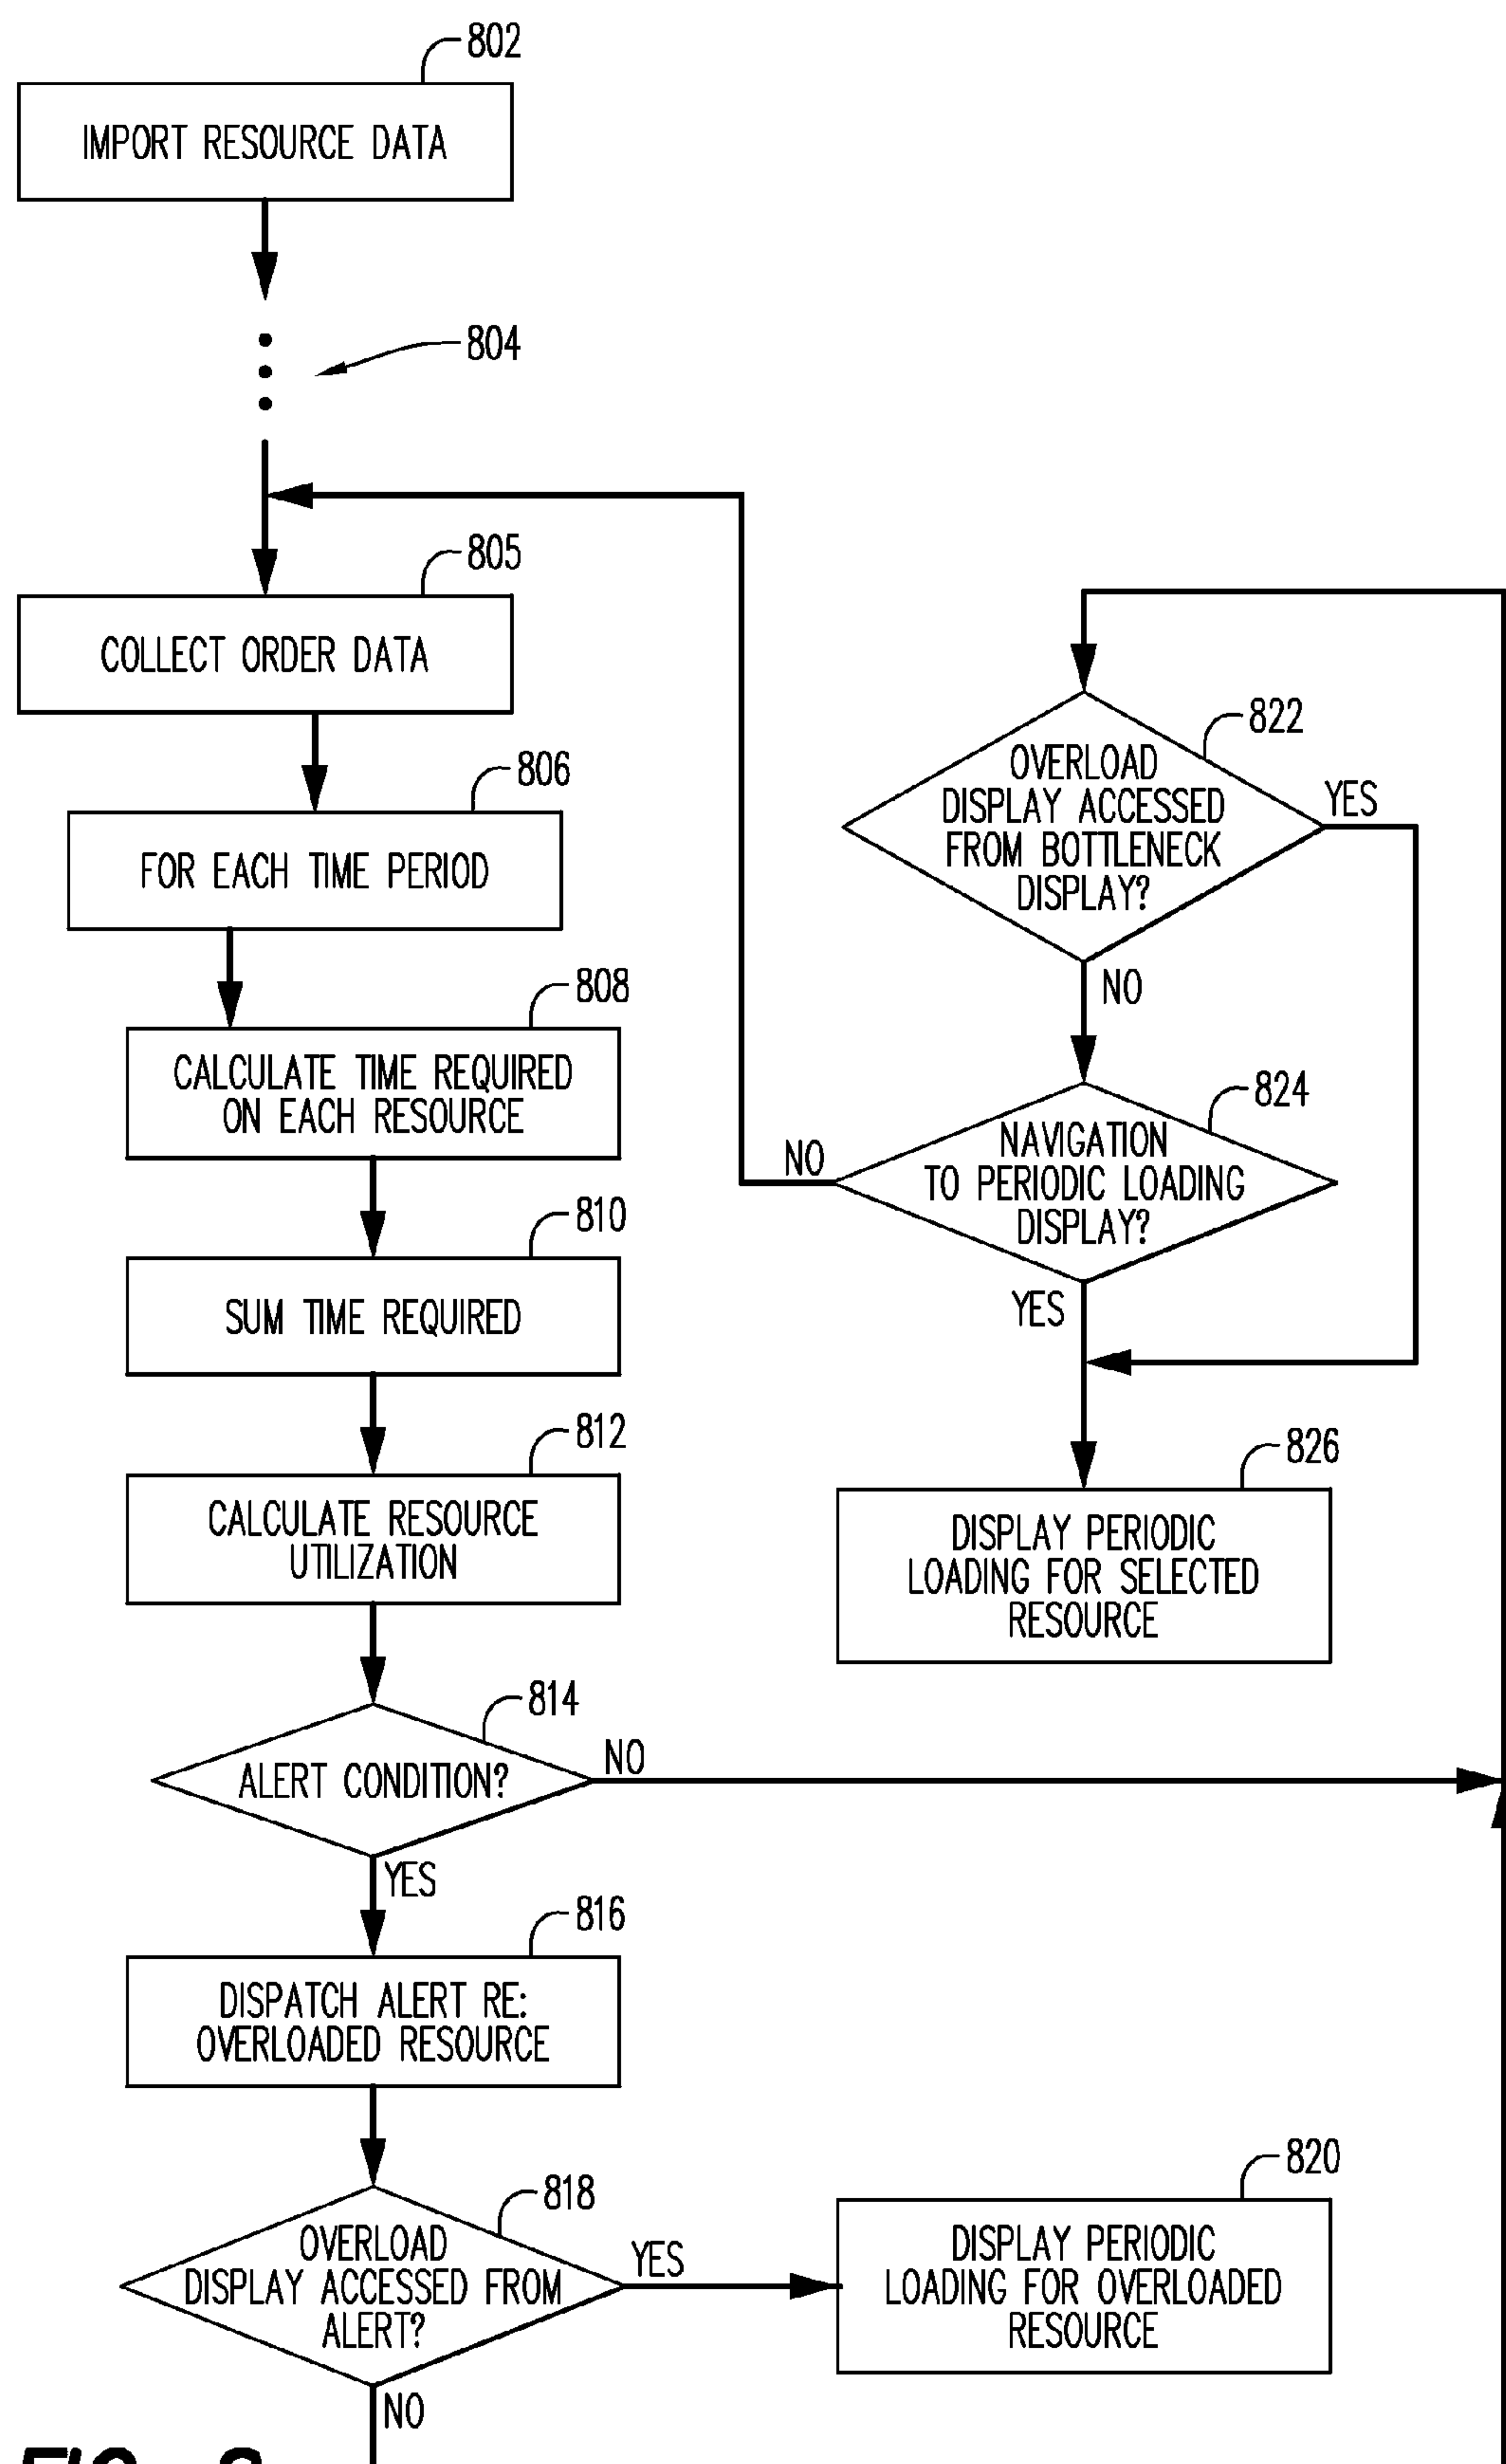 802
IMPORT RESOURCE DATA
804
805
COLLECT ORDER DATA
806
FOR EACH TIME PERIOD
808
CALCULATE TIME REQUIRED
ON EACH RESOURCE
810
SUM TIME REQUIRED
812
CALCULATE RESOURCE
UTILIZATION
814
ALERT CONDITION?
NO
YES
816
DISPATCH ALERT RE:
OVERLOADED RESOURCE
818
OVERLOAD
DISPLAY ACCESSED FROM
ALERT?
YES
NO
820
DISPLAY PERIODIC
LOADING FOR OVERLOADED
RESOURCE
822
OVERLOAD
DISPLAY ACCESSED
FROM BOTTLENECK
DISPLAY?
YES
NO
824
NAVIGATION
TO PERIODIC LOADING
DISPLAY?
NO
YES
826
DISPLAY PERIODIC
LOADING FOR SELECTED
RESOURCE